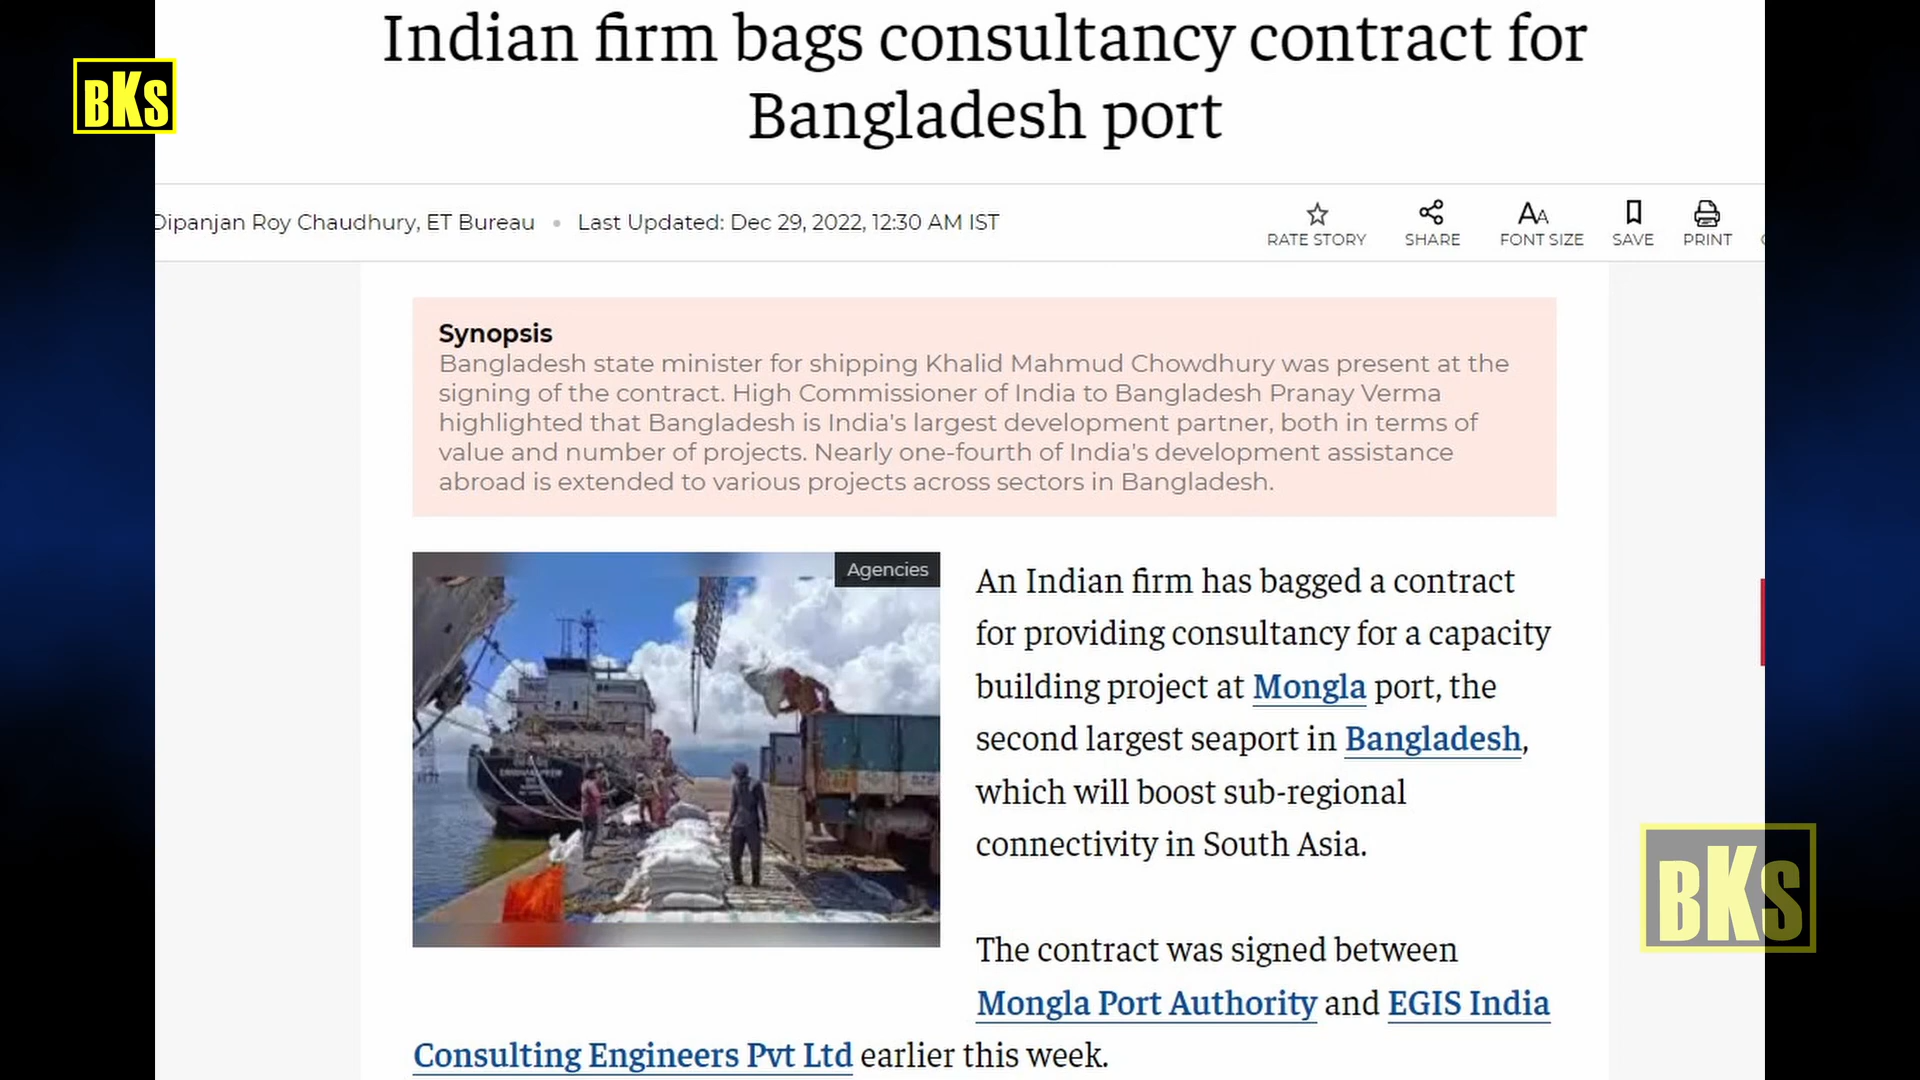 Indian firm bags consultancy contract for
Bangladesh port
BKS
Dipanjan Roy Chaudhury, ET Bureau • Last Updated: Dec 29, 2022, 12:30 AM IST
RATE STORY
SHARE
FONT SIZE
SAVE
PRINT
Synopsis
Bangladesh state minister for shipping Khalid Mahmud Chowdhury was present at the
signing of the contract. High Commissioner of India to Bangladesh Pranay Verma
highlighted that Bangladesh is India's largest development partner, both in terms of
value and number of projects. Nearly one-fourth of India's development assistance
abroad is extended to various projects across sectors in Bangladesh.
Agencies
An Indian firm has bagged a contract
for providing consultancy for a capacity
building project at Mongla port, the
second largest seaport in Bangladesh,
which will boost sub-regional
connectivity in South Asia.
BKS
The contract was signed between
Mongla Port Authority and EGIS India
Consulting Engineers Pvt Ltd earlier this week.